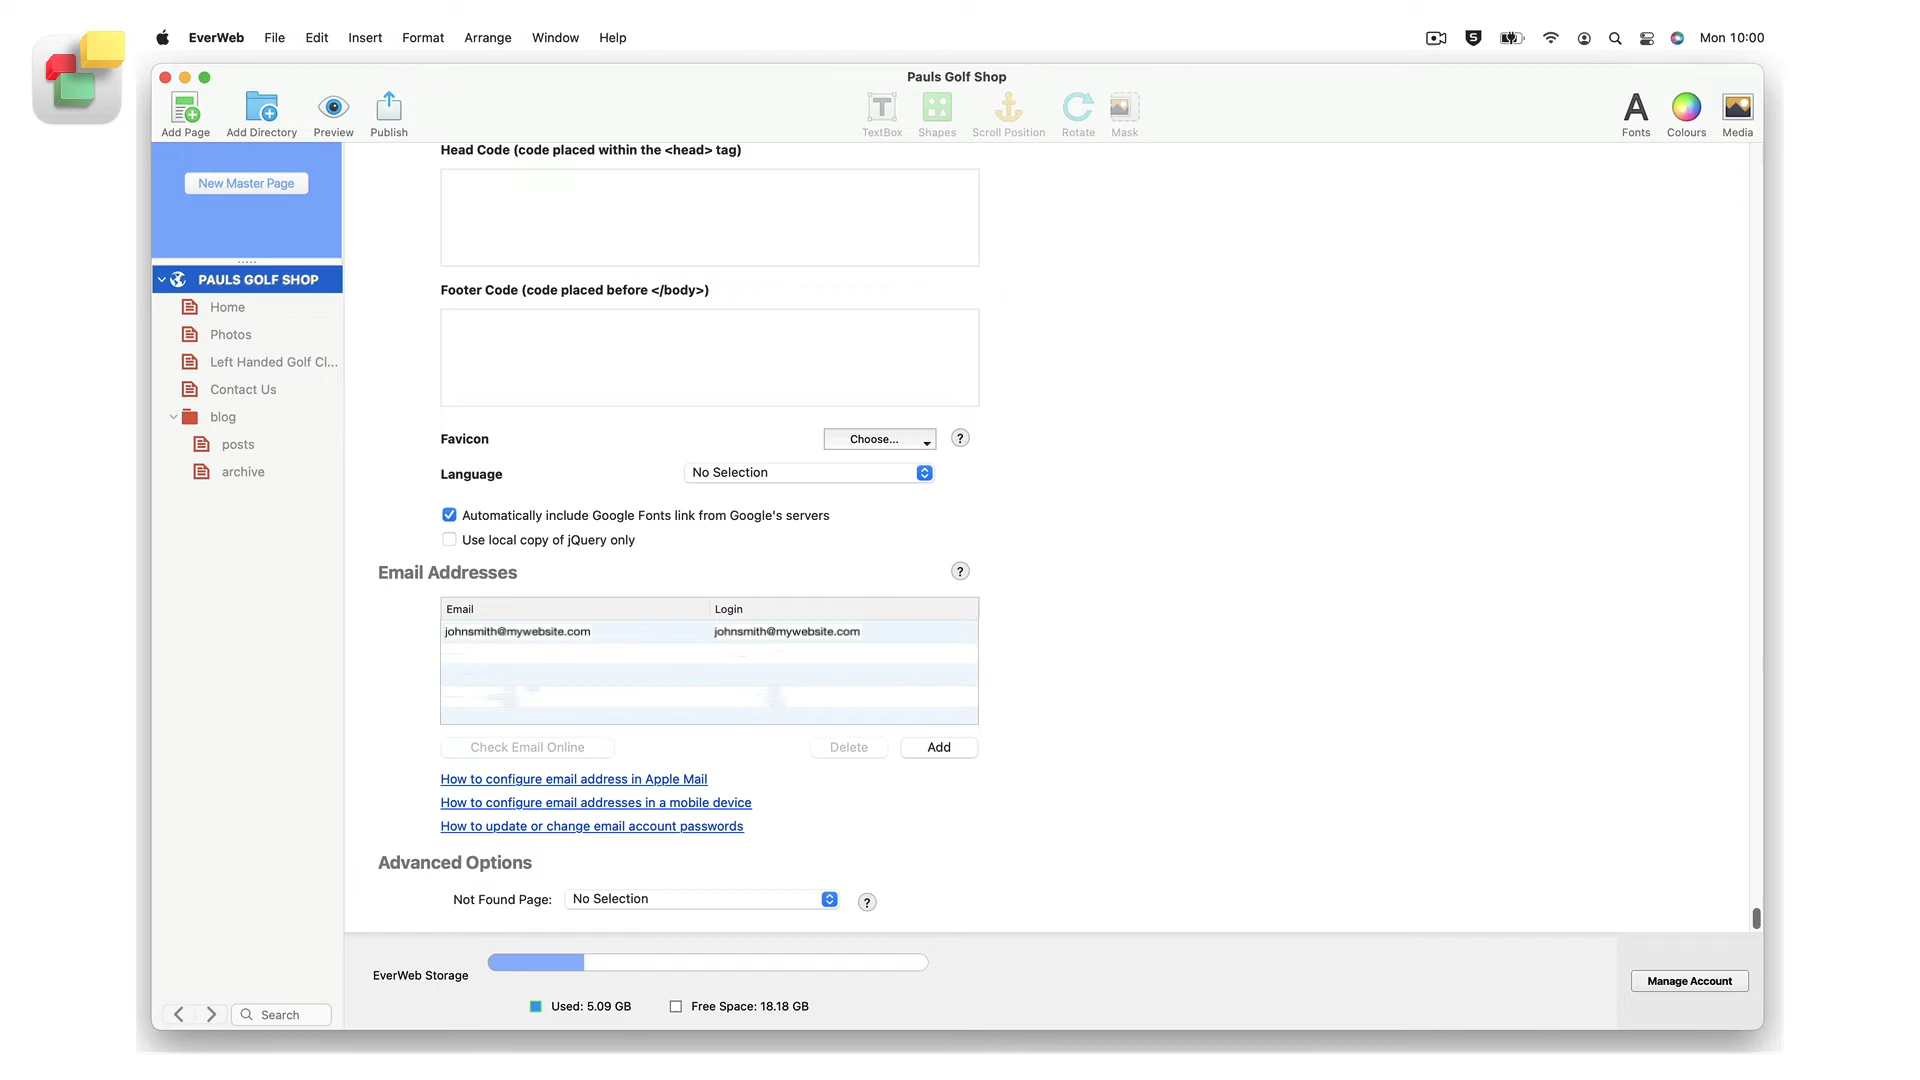 EverWeb File Edit Insert Format Arrange Window Help
Mon 10:00
Pauls Golf Shop
Add Page Add Directory Preview Publish
TextBox Shapes Scroll Position Rotate Mask
Fonts Colours Media
New Master Page
PAULS GOLF SHOP
Home
Photos
Left Handed Golf Cl...
Contact Us
blog
posts
archive
Search
Head Code (code placed within the <head> tag)
Footer Code (code placed before </body>)
Favicon Choose... ?
Language No Selection
Automatically include Google Fonts link from Google's servers
Use local copy of jQuery only
Email Addresses ?
Email Login
johnsmith@mywebsite.com johnsmith@mywebsite.com
Check Email Online Delete Add
How to configure email address in Apple Mail
How to configure email addresses in a mobile device
How to update or change email account passwords
Advanced Options
Not Found Page: No Selection ?
EverWeb Storage
Used: 5.09 GB Free Space: 18.18 GB
Manage Account